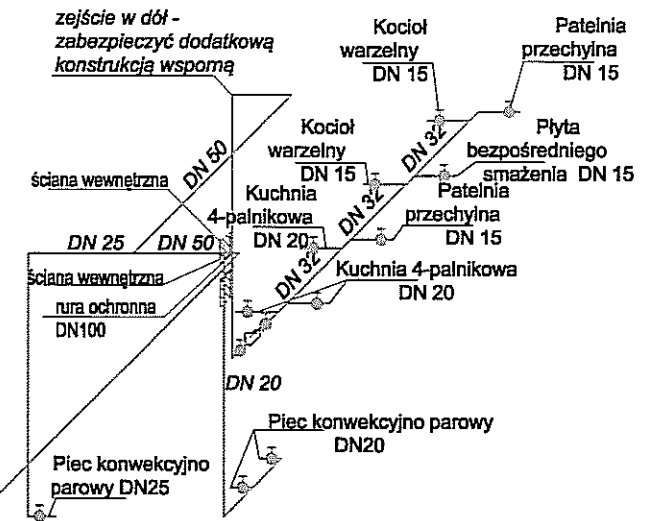 zejście w dół -
zabezpieczyć dodatkową
konstrukcją wsporną
Kocioł
warzelny
DN 15
Patelnia
przechylna
DN 15
DN 50
DN 32
Kocioł
warzelny
DN 15
Płyta
bezpośredniego
smażenia DN 15
ściana wewnętrzna
DN 32
Kuchnia
4-palnikowa
DN 20
Patelnia
przechylna
DN 15
DN 25
DN 50
DN 32
ściana wewnętrzna
Kuchnia 4-palnikowa
DN 20
rura ochronna
DN100
DN 20
Piec konwekcyjno parowy
DN20
Piec konwekcyjno
parowy DN25